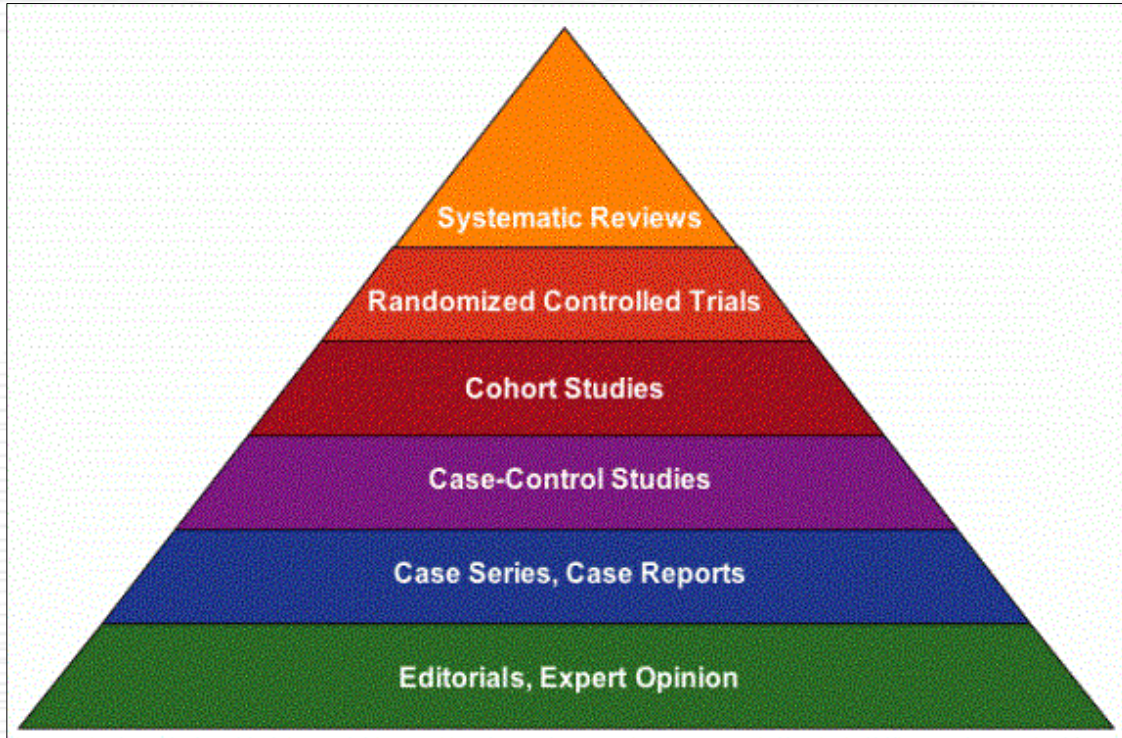 Systematic Reviews
Randomized Controlled Trials
Cohort Studies
Case-Control Studies
Case Series, Case Reports
Editorials, Expert Opinion